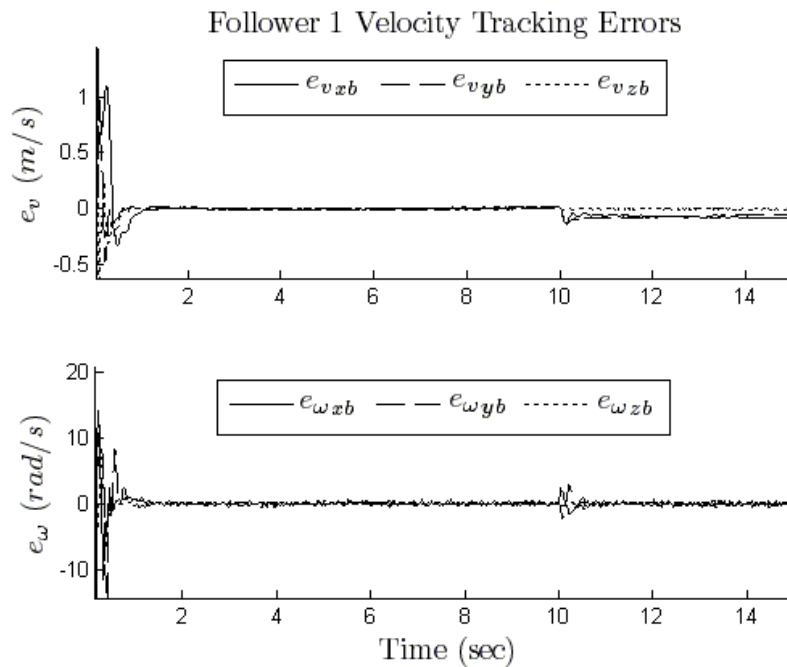 Follower 1 Velocity Tracking Errors
e_{vxb} e_{vyb} e_{vzb}
e_v (m/s)
1
0.5
0
-0.5
2 4 6 8 10 12 14
e_{ωxb} e_{ωyb} e_{ωzb}
e_ω (rad/s)
20
10
0
-10
2 4 6 8 10 12 14
Time (sec)